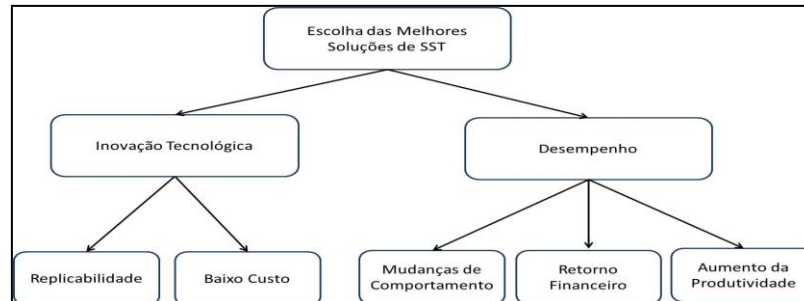 Escolha das Melhores
Soluções de SST
Inovação Tecnológica
Desempenho
Replicabilidade
Baixo Custo
Mudanças de
Comportamento
Retorno
Financeiro
Aumento da
Produtividade